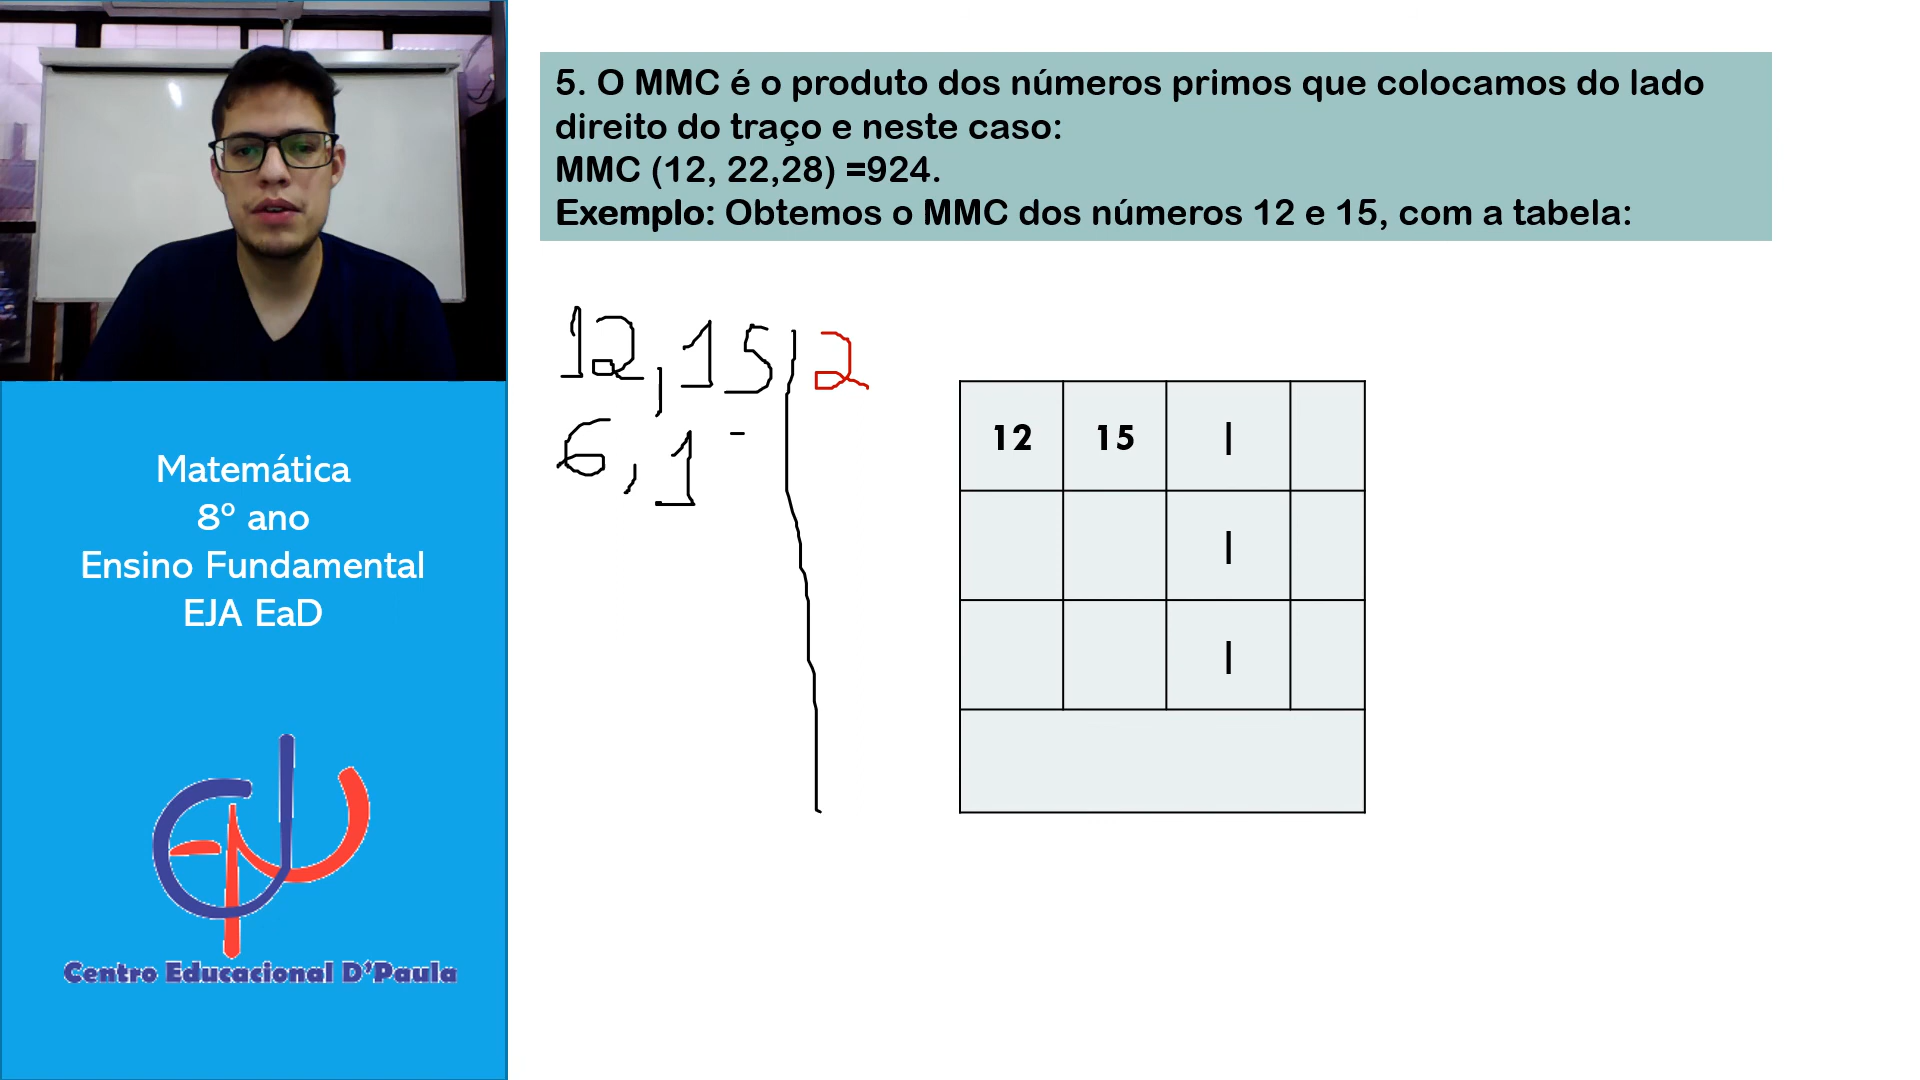 5. O MMC é o produto dos números primos que colocamos do lado
direito do traço e neste caso:
MMC (12, 22,28) =924.
Exemplo: Obtemos o MMC dos números 12 e 15, com a tabela:
12,15|2
6,1
12 15 |
|
|
Matemática
8º ano
Ensino Fundamental
EJA EaD
Centro Educacional D'Paula